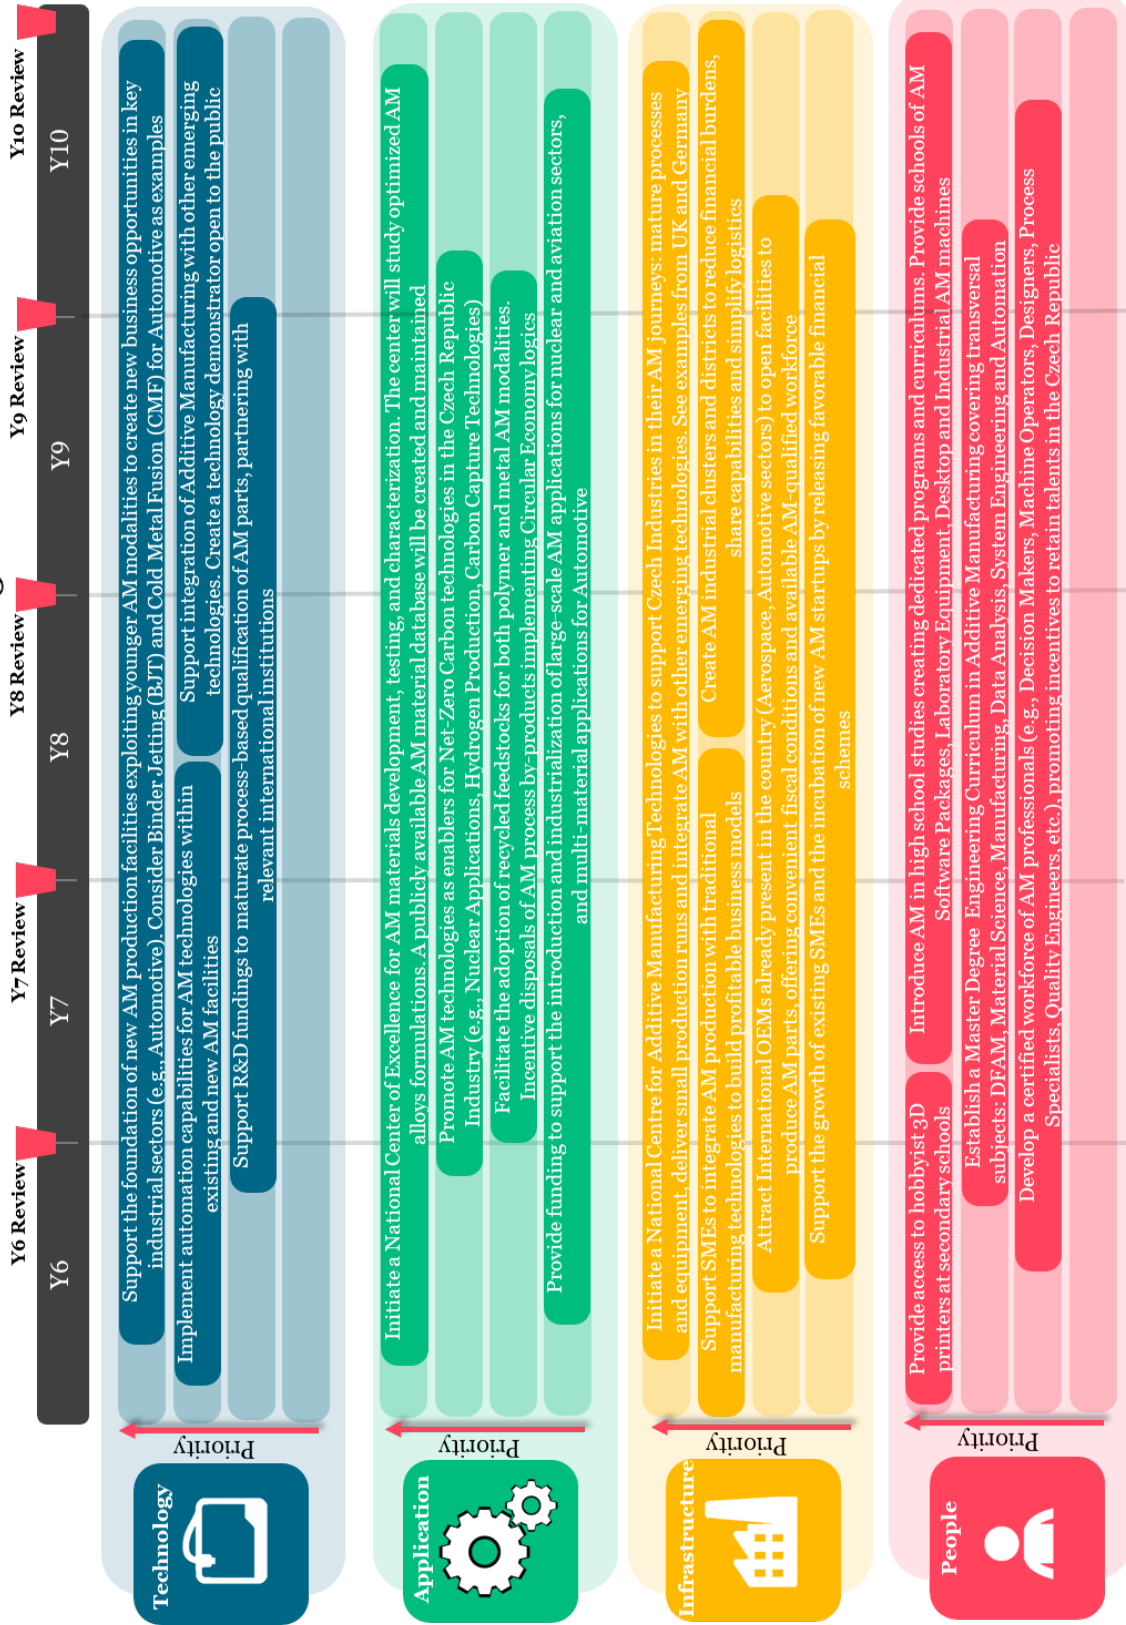 Y6 Review
Y7 Review
Y8 Review
Y9 Review
Y10 Review
Y6
Y7
Y8
Y9
Y10
Technology
Priority
Support the foundation of new AM production facilities exploiting younger AM modalities to create new business opportunities in key
industrial sectors (e.g., Automotive). Consider Binder Jetting (BJT) and Cold Metal Fusion (CMF) for Automotive as examples
Implement automation capabilities for AM technologies within
existing and new AM facilities
Support integration of Additive Manufacturing with other emerging
technologies. Create a technology demonstrator open to the public
Support R&D fundings to maturate process-based qualification of AM parts, partnering with
relevant international institutions
Application
Priority
Initiate a National Center of Excellence for AM materials development, testing, and characterization. The center will study optimized AM
alloys formulations. A publicly available AM material database will be created and maintained
Promote AM technologies as enablers for Net-Zero Carbon technologies in the Czech Republic
Industry (e.g., Nuclear Applications, Hydrogen Production, Carbon Capture Technologies)
Facilitate the adoption of recycled feedstocks for both polymer and metal AM modalities.
Incentive disposals of AM process by-products implementing Circular Economy logics
Provide funding to support the introduction and industrialization of large-scale AM applications for nuclear and aviation sectors,
and multi-material applications for Automotive
Infrastructure
Priority
Initiate a National Centre for Additive Manufacturing Technologies to support Czech Industries in their AM journeys: mature processes
and equipment, deliver small production runs and integrate AM with other emerging technologies. See examples from UK and Germany
Support SMEs to integrate AM production with traditional
manufacturing technologies to build profitable business models
Create AM industrial clusters and districts to reduce financial burdens,
share capabilities and simplify logistics
Attract International OEMs already present in the country (Aerospace, Automotive sectors) to open facilities to
produce AM parts, offering convenient fiscal conditions and available AM-qualified workforce
Support the growth of existing SMEs and the incubation of new AM startups by releasing favorable financial
schemes
People
Priority
Provide access to hobbyist 3D
printers at secondary schools
Introduce AM in high school studies creating dedicated programs and curriculums. Provide schools of AM
Software Packages, Laboratory Equipment, Desktop and Industrial AM machines
Establish a Master Degree Engineering Curriculum in Additive Manufacturing covering transversal
subjects: DFAM, Material Science, Manufacturing, Data Analysis, System Engineering and Automation
Develop a certified workforce of AM professionals (e.g., Decision Makers, Machine Operators, Designers, Process
Specialists, Quality Engineers, etc.), promoting incentives to retain talents in the Czech Republic